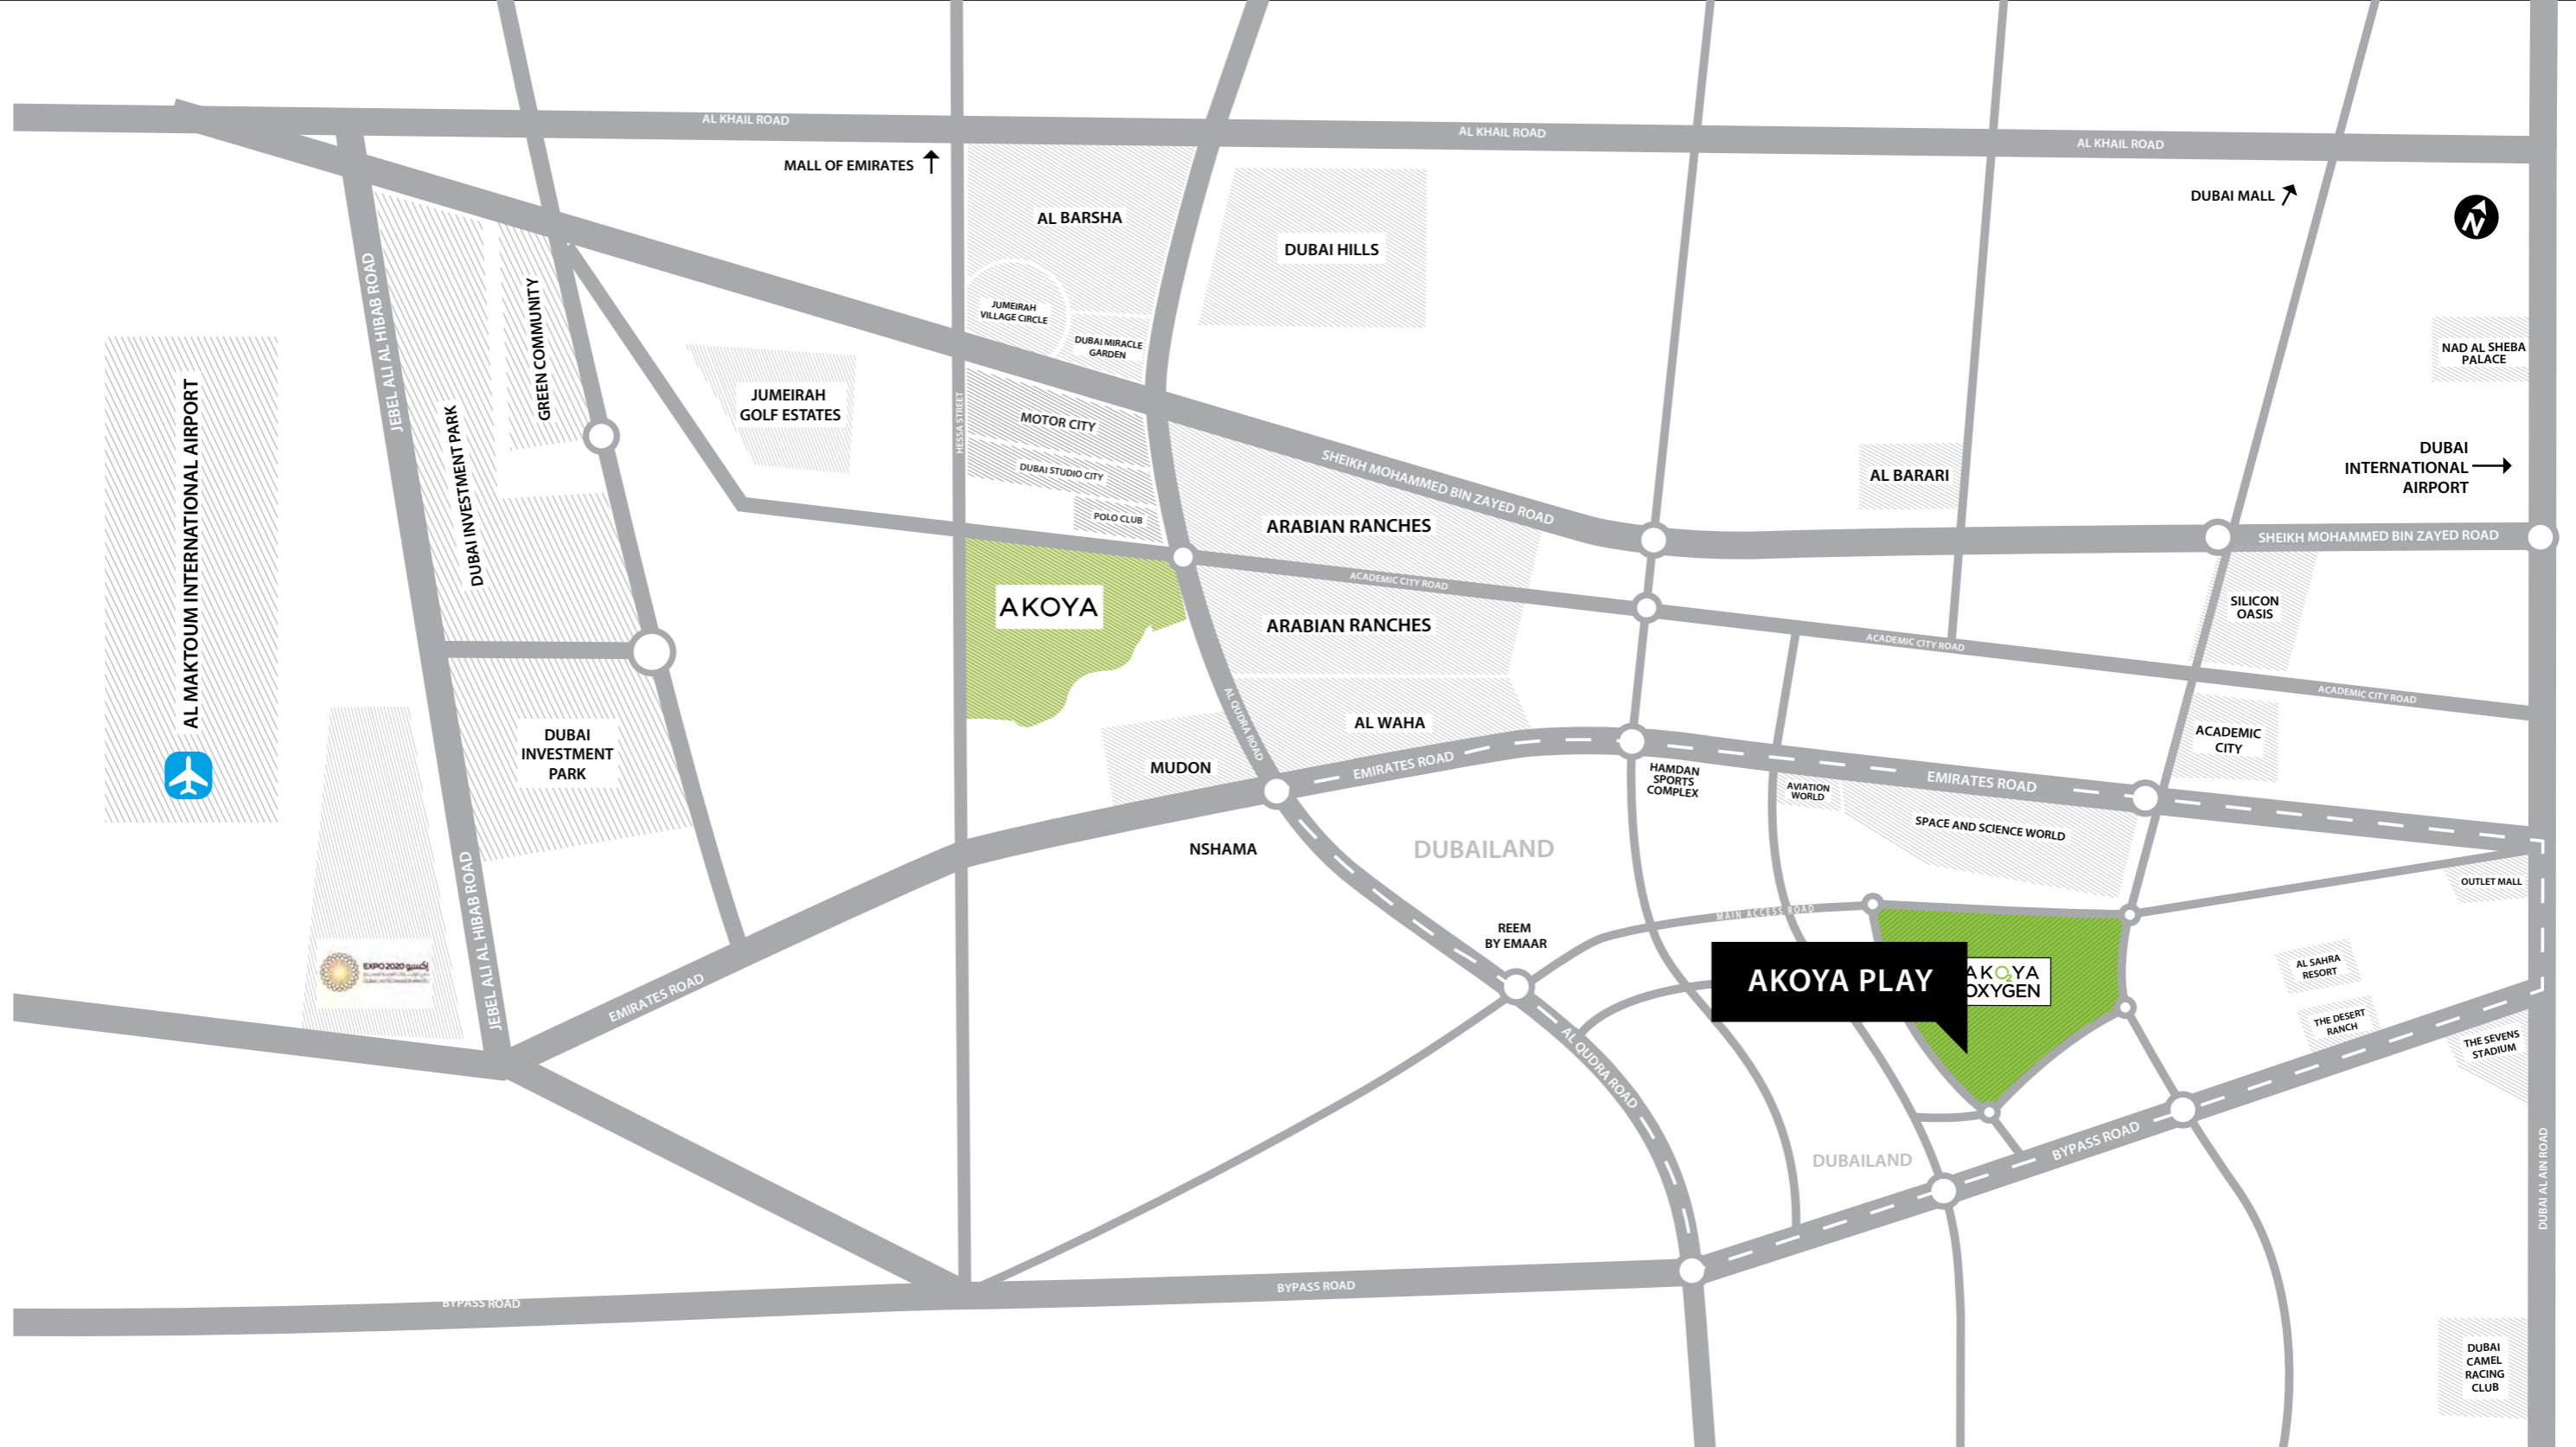 AL KHAIL ROAD
AL KHAIL ROAD
AL KHAIL ROAD
MALL OF EMIRATES
DUBAI MALL
N
AL BARSHA
DUBAI HILLS
JUMEIRAH
VILLAGE CIRCLE
DUBAI MIRACLE
GARDEN
JEBEL ALI AL HIBAB ROAD
GREEN COMMUNITY
NAD AL SHEBA
PALACE
JUMEIRAH
GOLF ESTATES
HESSA STREET
MOTOR CITY
DUBAI STUDIO CITY
POLO CLUB
SHEIKH MOHAMMED BIN ZAYED ROAD
AL BARARI
DUBAI
INTERNATIONAL
AIRPORT
AL MAKTOUM INTERNATIONAL AIRPORT
DUBAI INVESTMENT PARK
ARABIAN RANCHES
SHEIKH MOHAMMED BIN ZAYED ROAD
ACADEMIC CITY ROAD
AKOYA
ARABIAN RANCHES
SILICON
OASIS
ACADEMIC CITY ROAD
ACADEMIC CITY ROAD
AL QUDRA ROAD
AL WAHA
ACADEMIC
CITY
DUBAI
INVESTMENT
PARK
MUDON
EMIRATES ROAD
HAMDAN
SPORTS
COMPLEX
EMIRATES ROAD
AVIATION
WORLD
SPACE AND SCIENCE WORLD
NSHAMA
DUBAILAND
OUTLET MALL
JEBEL ALI AL HIBAB ROAD
MAIN ACCESS ROAD
REEM
BY EMAAR
EXPO 2020 إكسبو
EMIRATES ROAD
AKOYA PLAY
AKO2YA
OXYGEN
AL SAHRA
RESORT
THE DESERT
RANCH
THE SEVENS
STADIUM
AL QUDRA ROAD
BYPASS ROAD
DUBAILAND
DUBAI AL AIN ROAD
BYPASS ROAD
BYPASS ROAD
DUBAI
CAMEL
RACING
CLUB